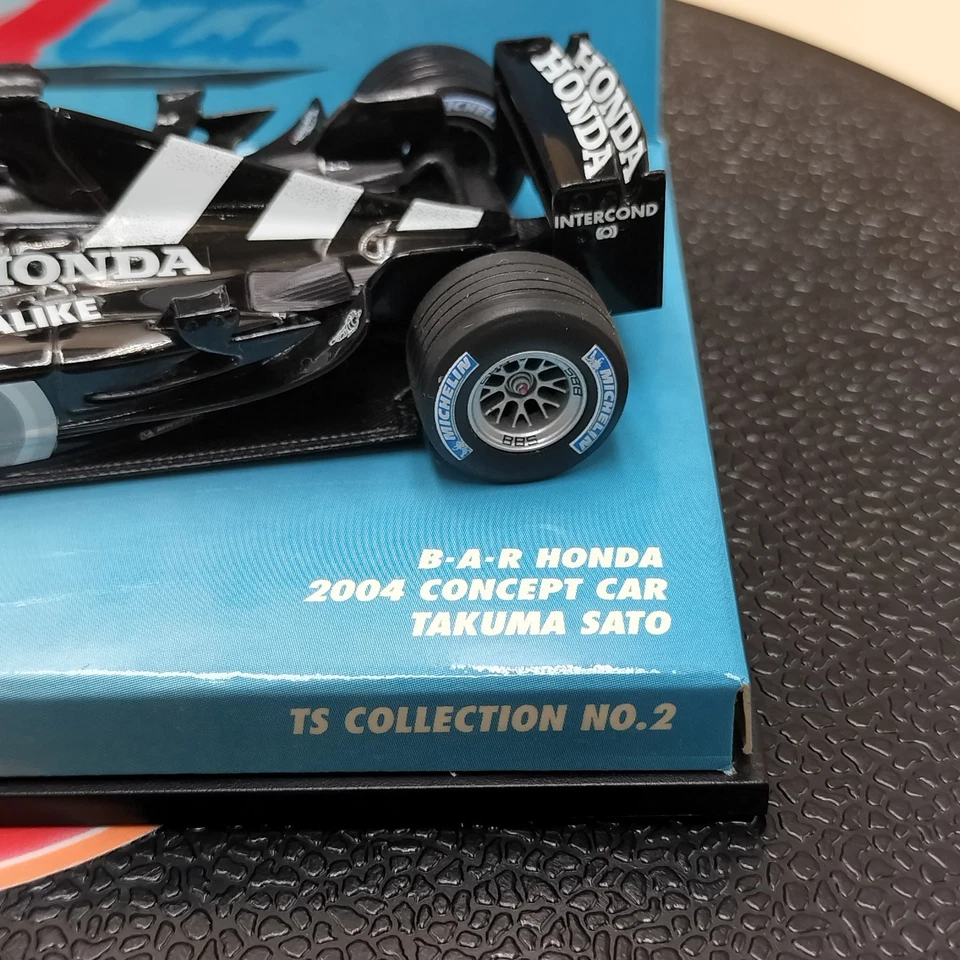 HONDA
HONDA
INTERCOND
HONDA
ALIKE
MICHELIN
MICHELIN
BBS
BBS
B·A·R HONDA
2004 CONCEPT CAR
TAKUMA SATO
TS COLLECTION NO.2